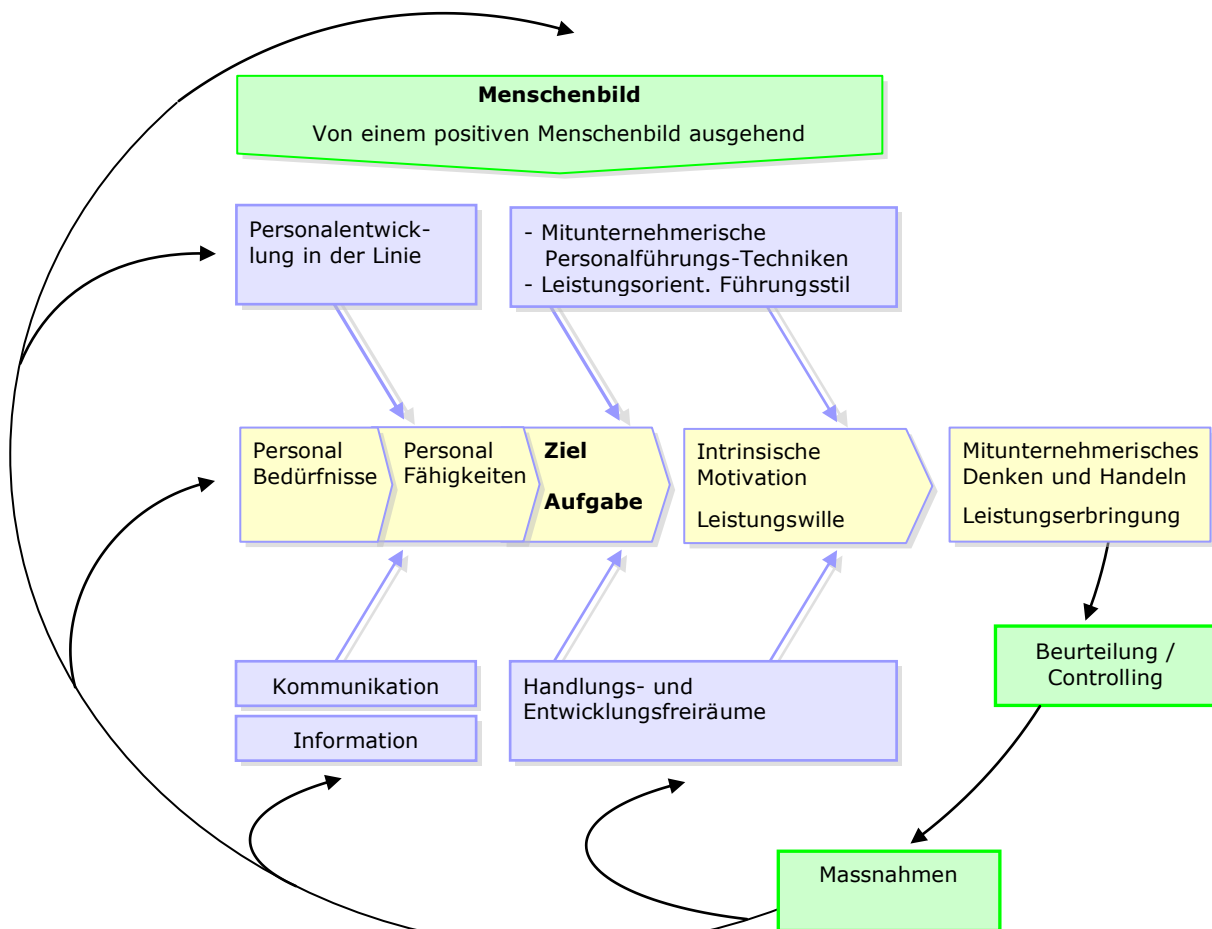 Menschenbild
Von einem positiven Menschenbild ausgehend
Personalentwick-
lung in der Linie
- Mitunternehmerische
Personalführungs-Techniken
- Leistungsorient. Führungsstil
Personal
Bedürfnisse
Personal
Fähigkeiten
Ziel
Aufgabe
Intrinsische
Motivation
Leistungswille
Mitunternehmerisches
Denken und Handeln
Leistungserbringung
Kommunikation
Information
Handlungs- und
Entwicklungsfreiräume
Beurteilung /
Controlling
Massnahmen